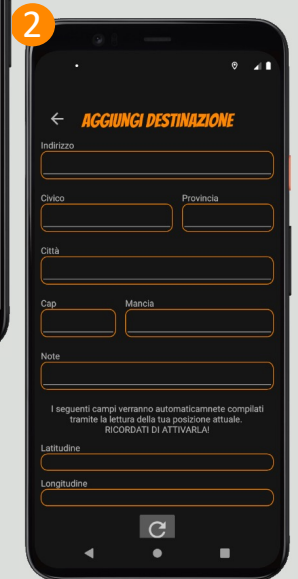 2
AGGIUNGI DESTINAZIONE
Indirizzo
Civico Provincia
Città
Cap Mancia
Note
I seguenti campi verranno automaticamnete compilati
tramite la lettura della tua posizione attuale.
RICORDATI DI ATTIVARLA!
Latitudine
Longitudine